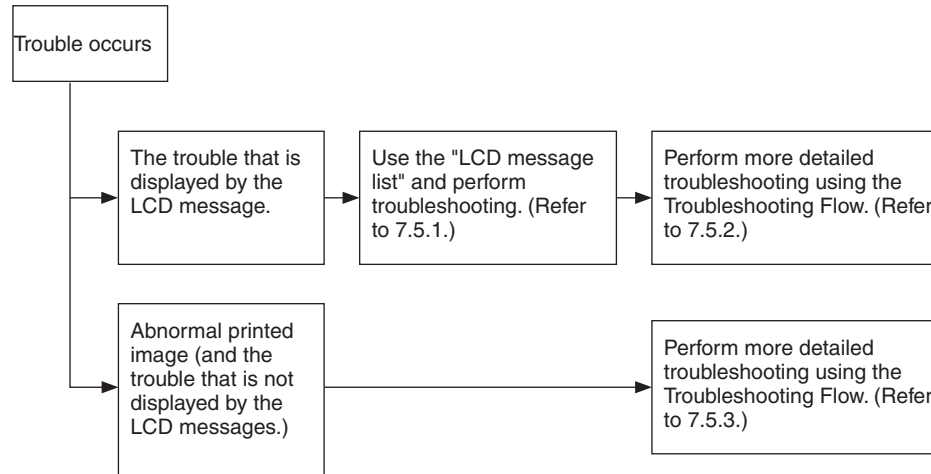 Trouble occurs
The trouble that is
displayed by the
LCD message.
Use the "LCD message
list" and perform
troubleshooting. (Refer
to 7.5.1.)
Perform more detailed
troubleshooting using the
Troubleshooting Flow. (Refer
to 7.5.2.)
Abnormal printed
image (and the
trouble that is not
displayed by the
LCD messages.)
Perform more detailed
troubleshooting using the
Troubleshooting Flow. (Refer
to 7.5.3.)